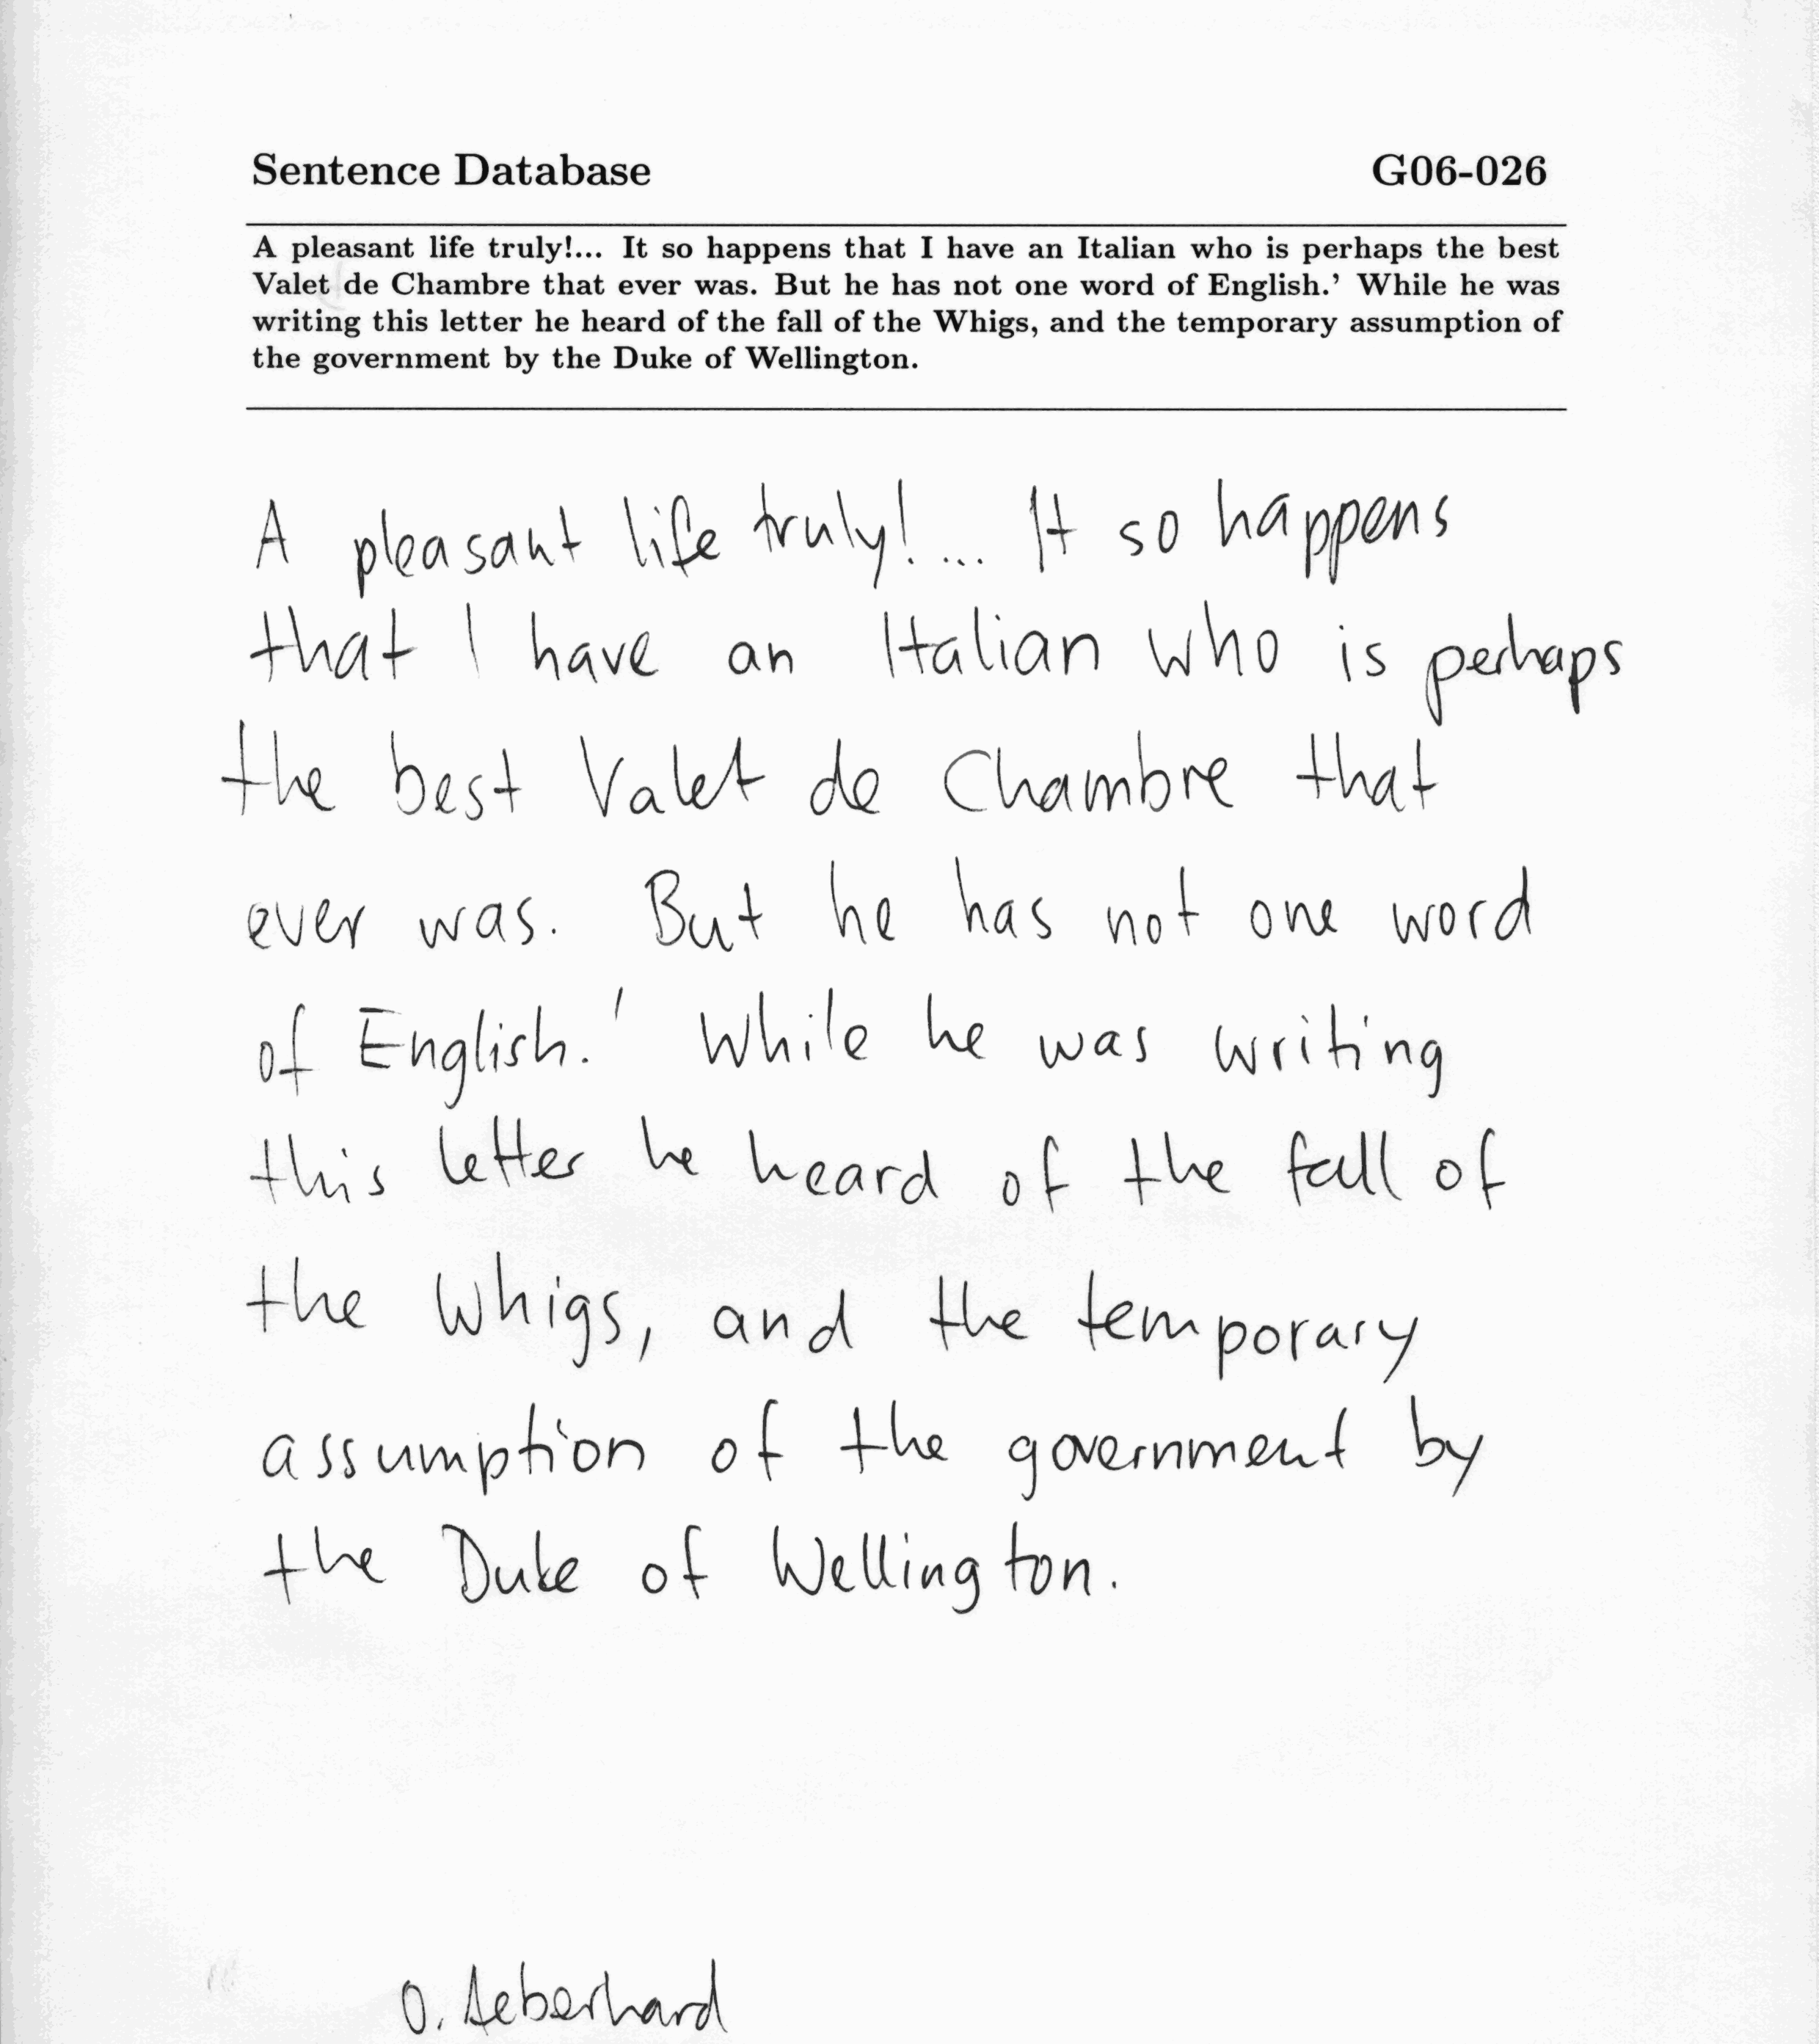 Sentence Database G06-026
A pleasant life truly!... It so happens that I have an Italian who is perhaps the best
Valet de Chambre that ever was. But he has not one word of English.' While he was
writing this letter he heard of the fall of the Whigs, and the temporary assumption of
the government by the Duke of Wellington.
A pleasant life truly!... It so happens
that I have an Italian who is perhaps
the best Valet de Chambre that
ever was. But he has not one word
of English.' While he was writing
this letter he heard of the fall of
the Whigs, and the temporary
assumption of the government by
the Duke of Wellington.
O. Aeberhard